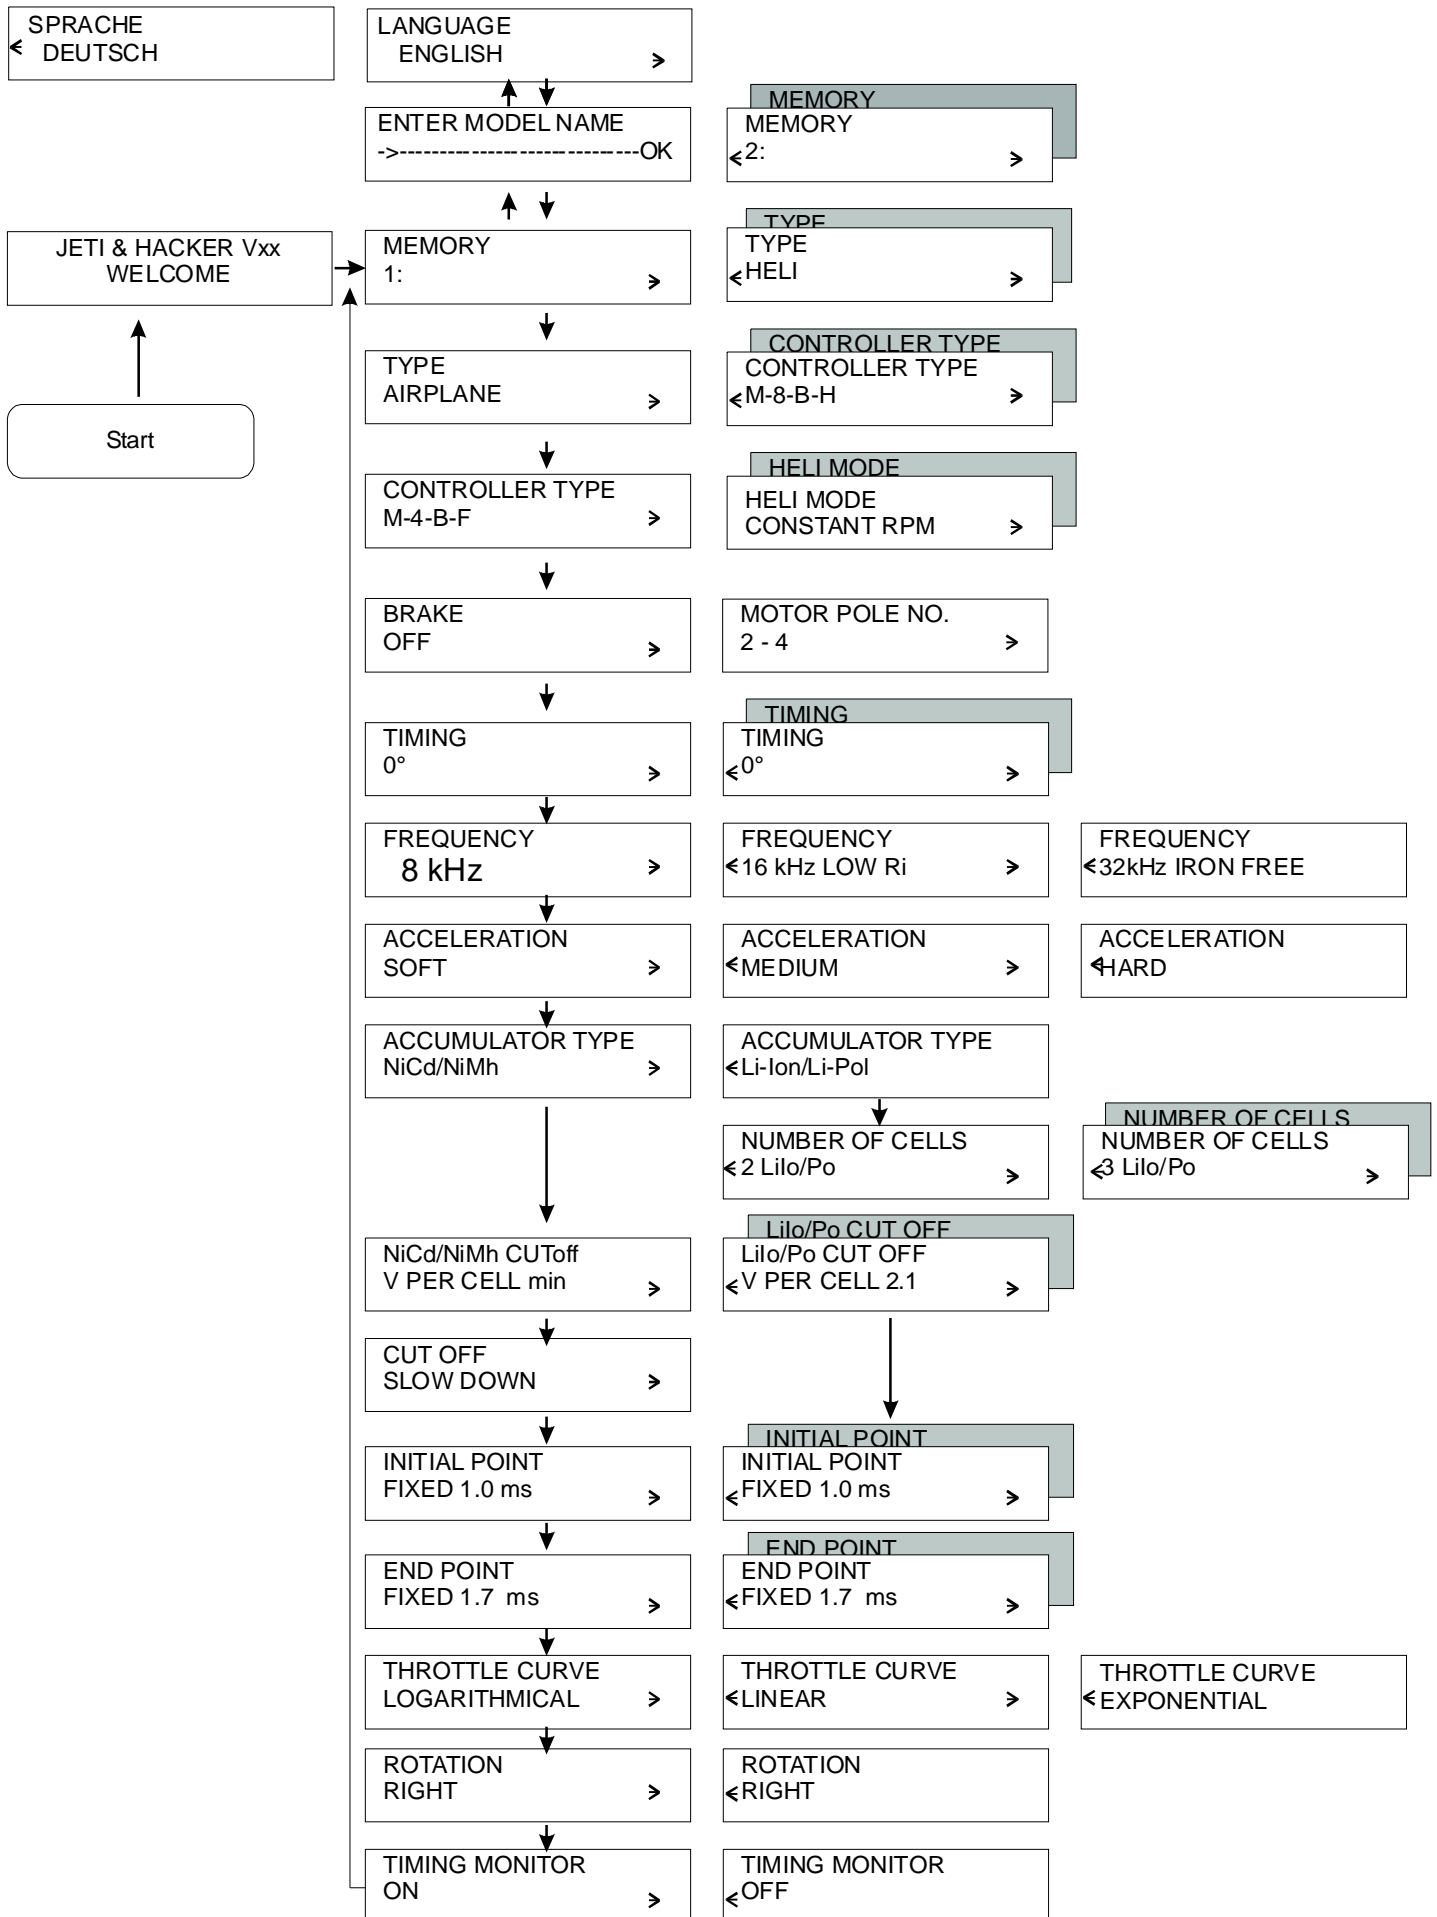 SPRACHE
< DEUTSCH
LANGUAGE
ENGLISH >
ENTER MODEL NAME
->------------------------------OK
MEMORY
MEMORY
<2: >
JETI & HACKER Vxx
WELCOME
MEMORY
1: >
TYPE
TYPE
<HELI >
Start
TYPE
AIRPLANE >
CONTROLLER TYPE
CONTROLLER TYPE
<M-8-B-H >
CONTROLLER TYPE
M-4-B-F >
HELI MODE
HELI MODE
CONSTANT RPM >
BRAKE
OFF >
MOTOR POLE NO.
2 - 4 >
TIMING
0° >
TIMING
TIMING
<0° >
FREQUENCY
8 kHz >
FREQUENCY
<16 kHz LOW Ri >
FREQUENCY
<32kHz IRON FREE
ACCELERATION
SOFT >
ACCELERATION
<MEDIUM >
ACCELERATION
<HARD
ACCUMULATOR TYPE
NiCd/NiMh >
ACCUMULATOR TYPE
<Li-Ion/Li-Pol
NUMBER OF CELLS
<2 LiIo/Po >
NUMBER OF CELLS
NUMBER OF CELLS
<3 LiIo/Po >
NiCd/NiMh CUToff
V PER CELL min >
LiIo/Po CUT OFF
LiIo/Po CUT OFF
<V PER CELL 2.1 >
CUT OFF
SLOW DOWN >
INITIAL POINT
FIXED 1.0 ms >
INITIAL POINT
INITIAL POINT
<FIXED 1.0 ms >
END POINT
FIXED 1.7 ms >
END POINT
END POINT
<FIXED 1.7 ms >
THROTTLE CURVE
LOGARITHMICAL >
THROTTLE CURVE
<LINEAR >
THROTTLE CURVE
<EXPONENTIAL
ROTATION
RIGHT >
ROTATION
<RIGHT
TIMING MONITOR
ON >
TIMING MONITOR
<OFF